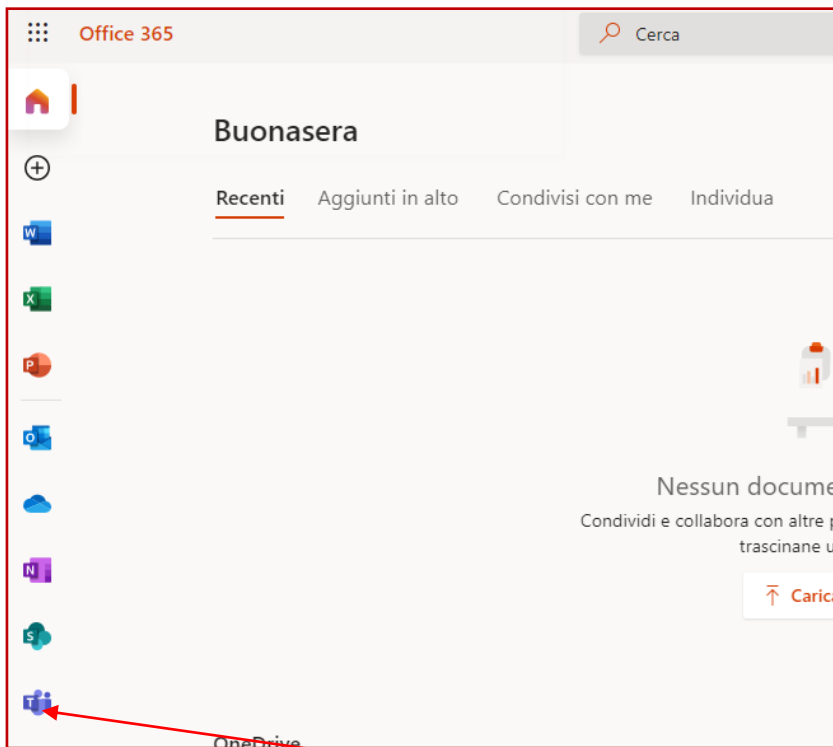 Office 365
Cerca
Buonasera
Recenti Aggiunti in alto Condivisi con me Individua
W
X
P
O
Nessun docume
Condividi e collabora con altre p
trascinane u
N
Carica
S
T
OneDrive